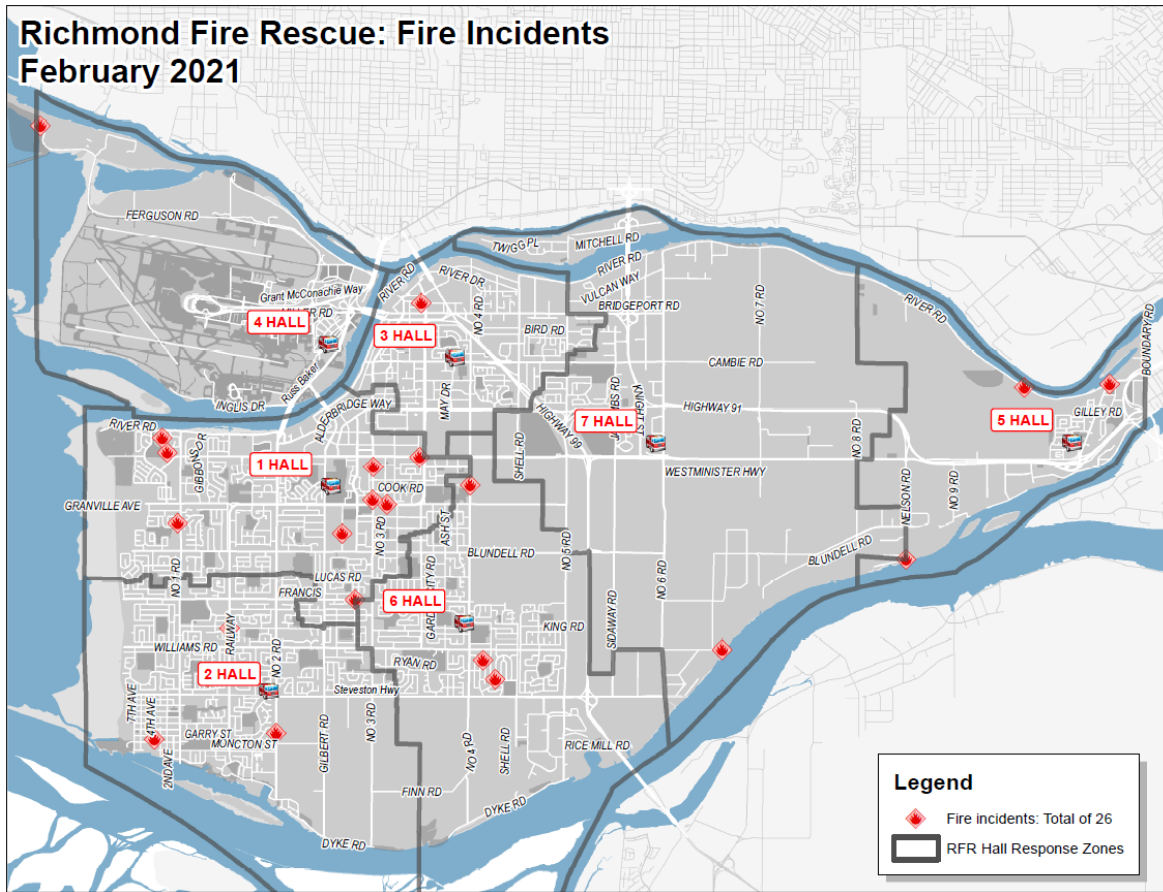 Richmond Fire Rescue: Fire Incidents
February 2021
FERGUSON RD
TWIGG PL
MITCHELL RD
RIVER RD
RIVER DR
RIVER RD
VULCAN WAY
Grant McConachie Way
BRIDGEPORT RD
NO 7 RD
RIVER RD
BOUNDARY RD
4 HALL
3 HALL
NO 4 RD
BIRD RD
CAMBIE RD
Russ Baker
INGLIS DR
ALDERBRIDGE WAY
MAY DR
HIGHWAY 99
7 HALL
HIGHWAY 91
5 HALL
GILLEY RD
RIVER RD
GIBBONS
1 HALL
SHELL RD
WESTMINISTER HWY
NO 8 RD
NELSON RD
NO 9 RD
COOK RD
GRANVILLE AVE
NO 3 RD
ASH ST
BLUNDELL RD
NO 5 RD
NO 6 RD
BLUNDELL RD
NO 1 RD
LUCAS RD
FRANCIS
6 HALL
SIDAWAY RD
KING RD
RAILWAY
WILLIAMS RD
NO 2 RD
RYAN RD
2 HALL
Steveston Hwy
7TH AVE
4TH AVE
GARRY ST
MONCTON ST
2ND AVE
GILBERT RD
NO 3 RD
NO 4 RD
SHELL RD
RICE MILL RD
FINN RD
DYKE RD
DYKE RD
Legend
Fire incidents: Total of 26
RFR Hall Response Zones